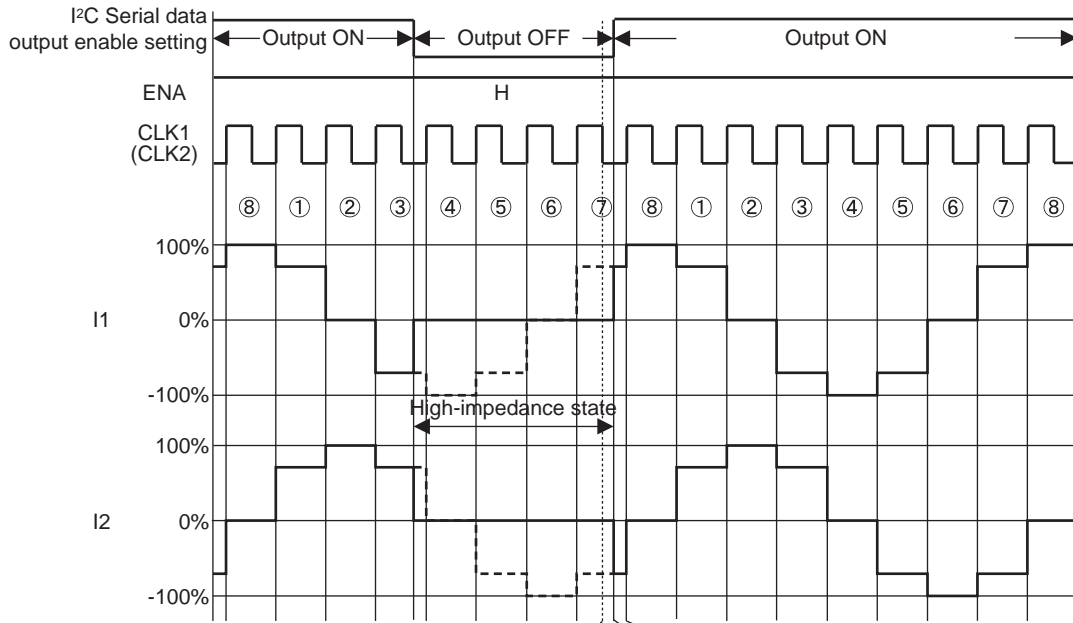 I²C Serial data
output enable setting
Output ON Output OFF Output ON
ENA H
CLK1
(CLK2)
⑧ ① ② ③ ④ ⑤ ⑥ ⑦ ⑧ ① ② ③ ④ ⑤ ⑥ ⑦ ⑧
100%
I1 0%
-100%
High-impedance state
100%
I2 0%
-100%